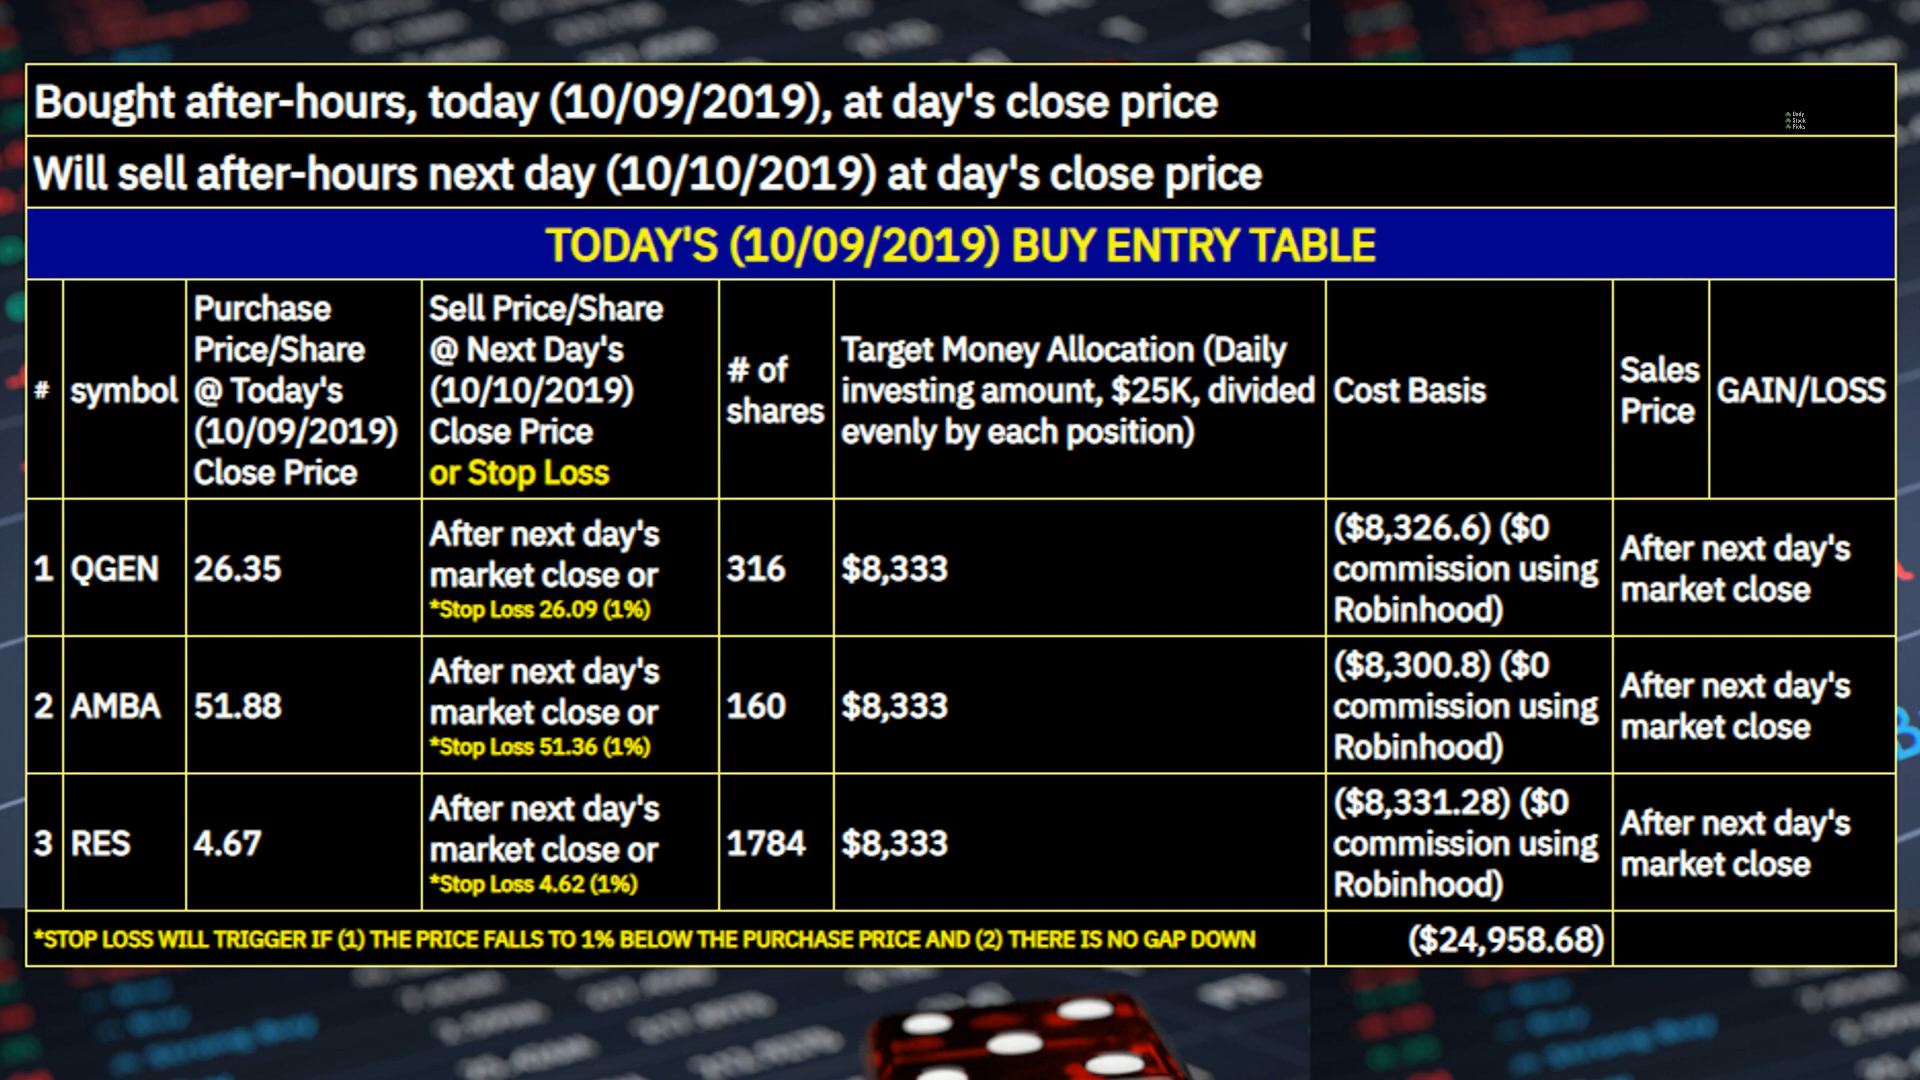 Bought after-hours, today (10/09/2019), at day's close price
Daily
Stock
Picks
Will sell after-hours next day (10/10/2019) at day's close price
TODAY'S (10/09/2019) BUY ENTRY TABLE
#
symbol
Purchase
Price/Share
@ Today's
(10/09/2019)
Close Price
Sell Price/Share
@ Next Day's
(10/10/2019)
Close Price
or Stop Loss
# of
shares
Target Money Allocation (Daily
investing amount, $25K, divided
evenly by each position)
Cost Basis
Sales
Price
GAIN/LOSS
1
QGEN
26.35
After next day's
market close or
*Stop Loss 26.09 (1%)
316
$8,333
($8,326.6) ($0
commission using
Robinhood)
After next day's
market close
2
AMBA
51.88
After next day's
market close or
*Stop Loss 51.36 (1%)
160
$8,333
($8,300.8) ($0
commission using
Robinhood)
After next day's
market close
3
RES
4.67
After next day's
market close or
*Stop Loss 4.62 (1%)
1784
$8,333
($8,331.28) ($0
commission using
Robinhood)
After next day's
market close
*STOP LOSS WILL TRIGGER IF (1) THE PRICE FALLS TO 1% BELOW THE PURCHASE PRICE AND (2) THERE IS NO GAP DOWN
($24,958.68)